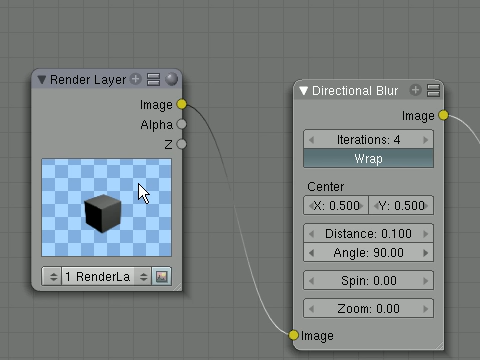 Render Layer
Image
Alpha
Z
1 RenderLa
Directional Blur
Image
Iterations: 4
Wrap
Center
X: 0.500
Y: 0.500
Distance: 0.100
Angle: 90.00
Spin: 0.00
Zoom: 0.00
Image